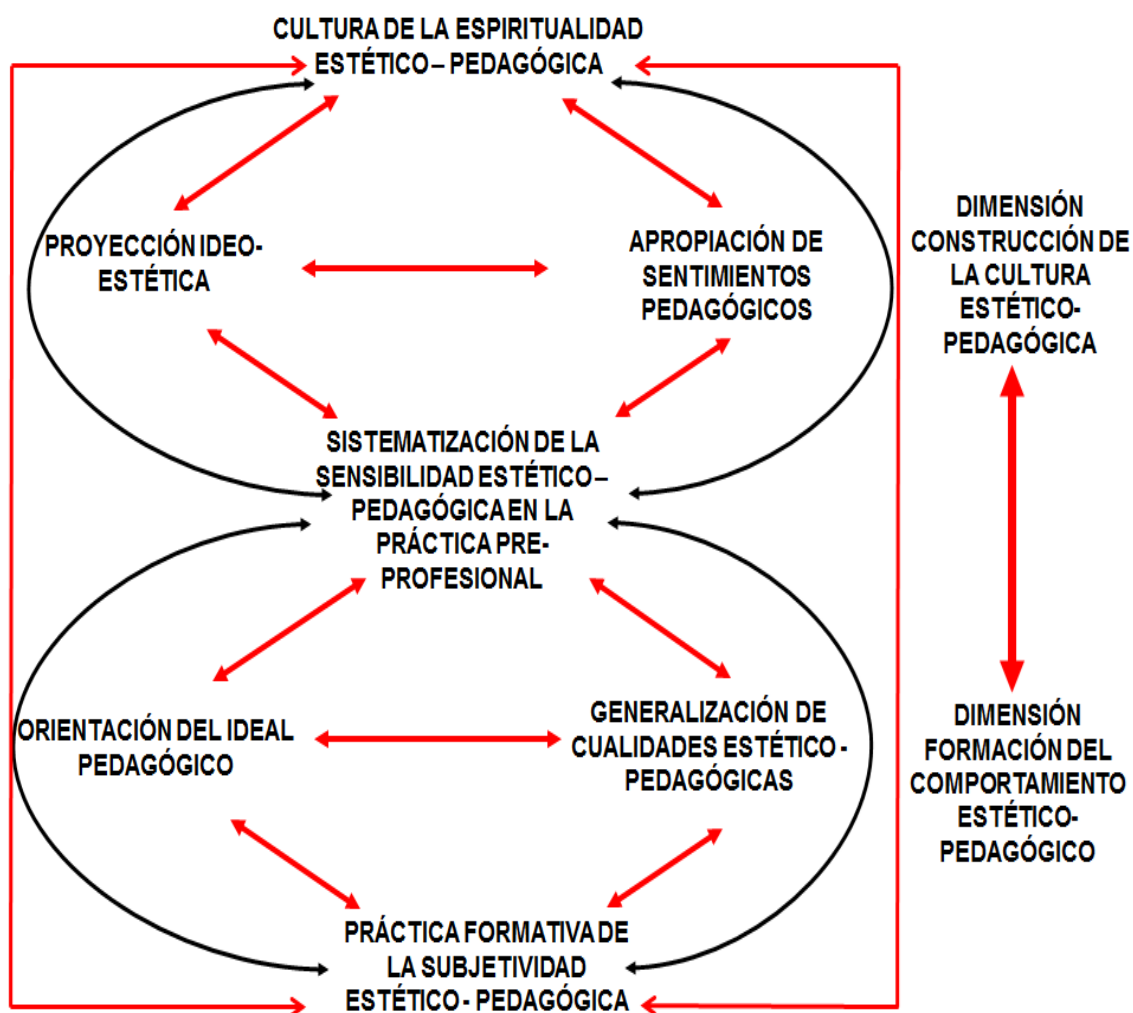 CULTURA DE LA ESPIRITUALIDAD
ESTÉTICO – PEDAGÓGICA
PROYECCIÓN IDEO-
ESTÉTICA
APROPIACIÓN DE
SENTIMIENTOS
PEDAGÓGICOS
DIMENSIÓN
CONSTRUCCIÓN DE
LA CULTURA
ESTÉTICO-
PEDAGÓGICA
SISTEMATIZACIÓN DE LA
SENSIBILIDAD ESTÉTICO –
PEDAGÓGICA EN LA
PRÁCTICA PRE-
PROFESIONAL
ORIENTACIÓN DEL IDEAL
PEDAGÓGICO
GENERALIZACIÓN DE
CUALIDADES ESTÉTICO -
PEDAGÓGICAS
DIMENSIÓN
FORMACIÓN DEL
COMPORTAMIENTO
ESTÉTICO-
PEDAGÓGICO
PRÁCTICA FORMATIVA DE
LA SUBJETIVIDAD
ESTÉTICO - PEDAGÓGICA